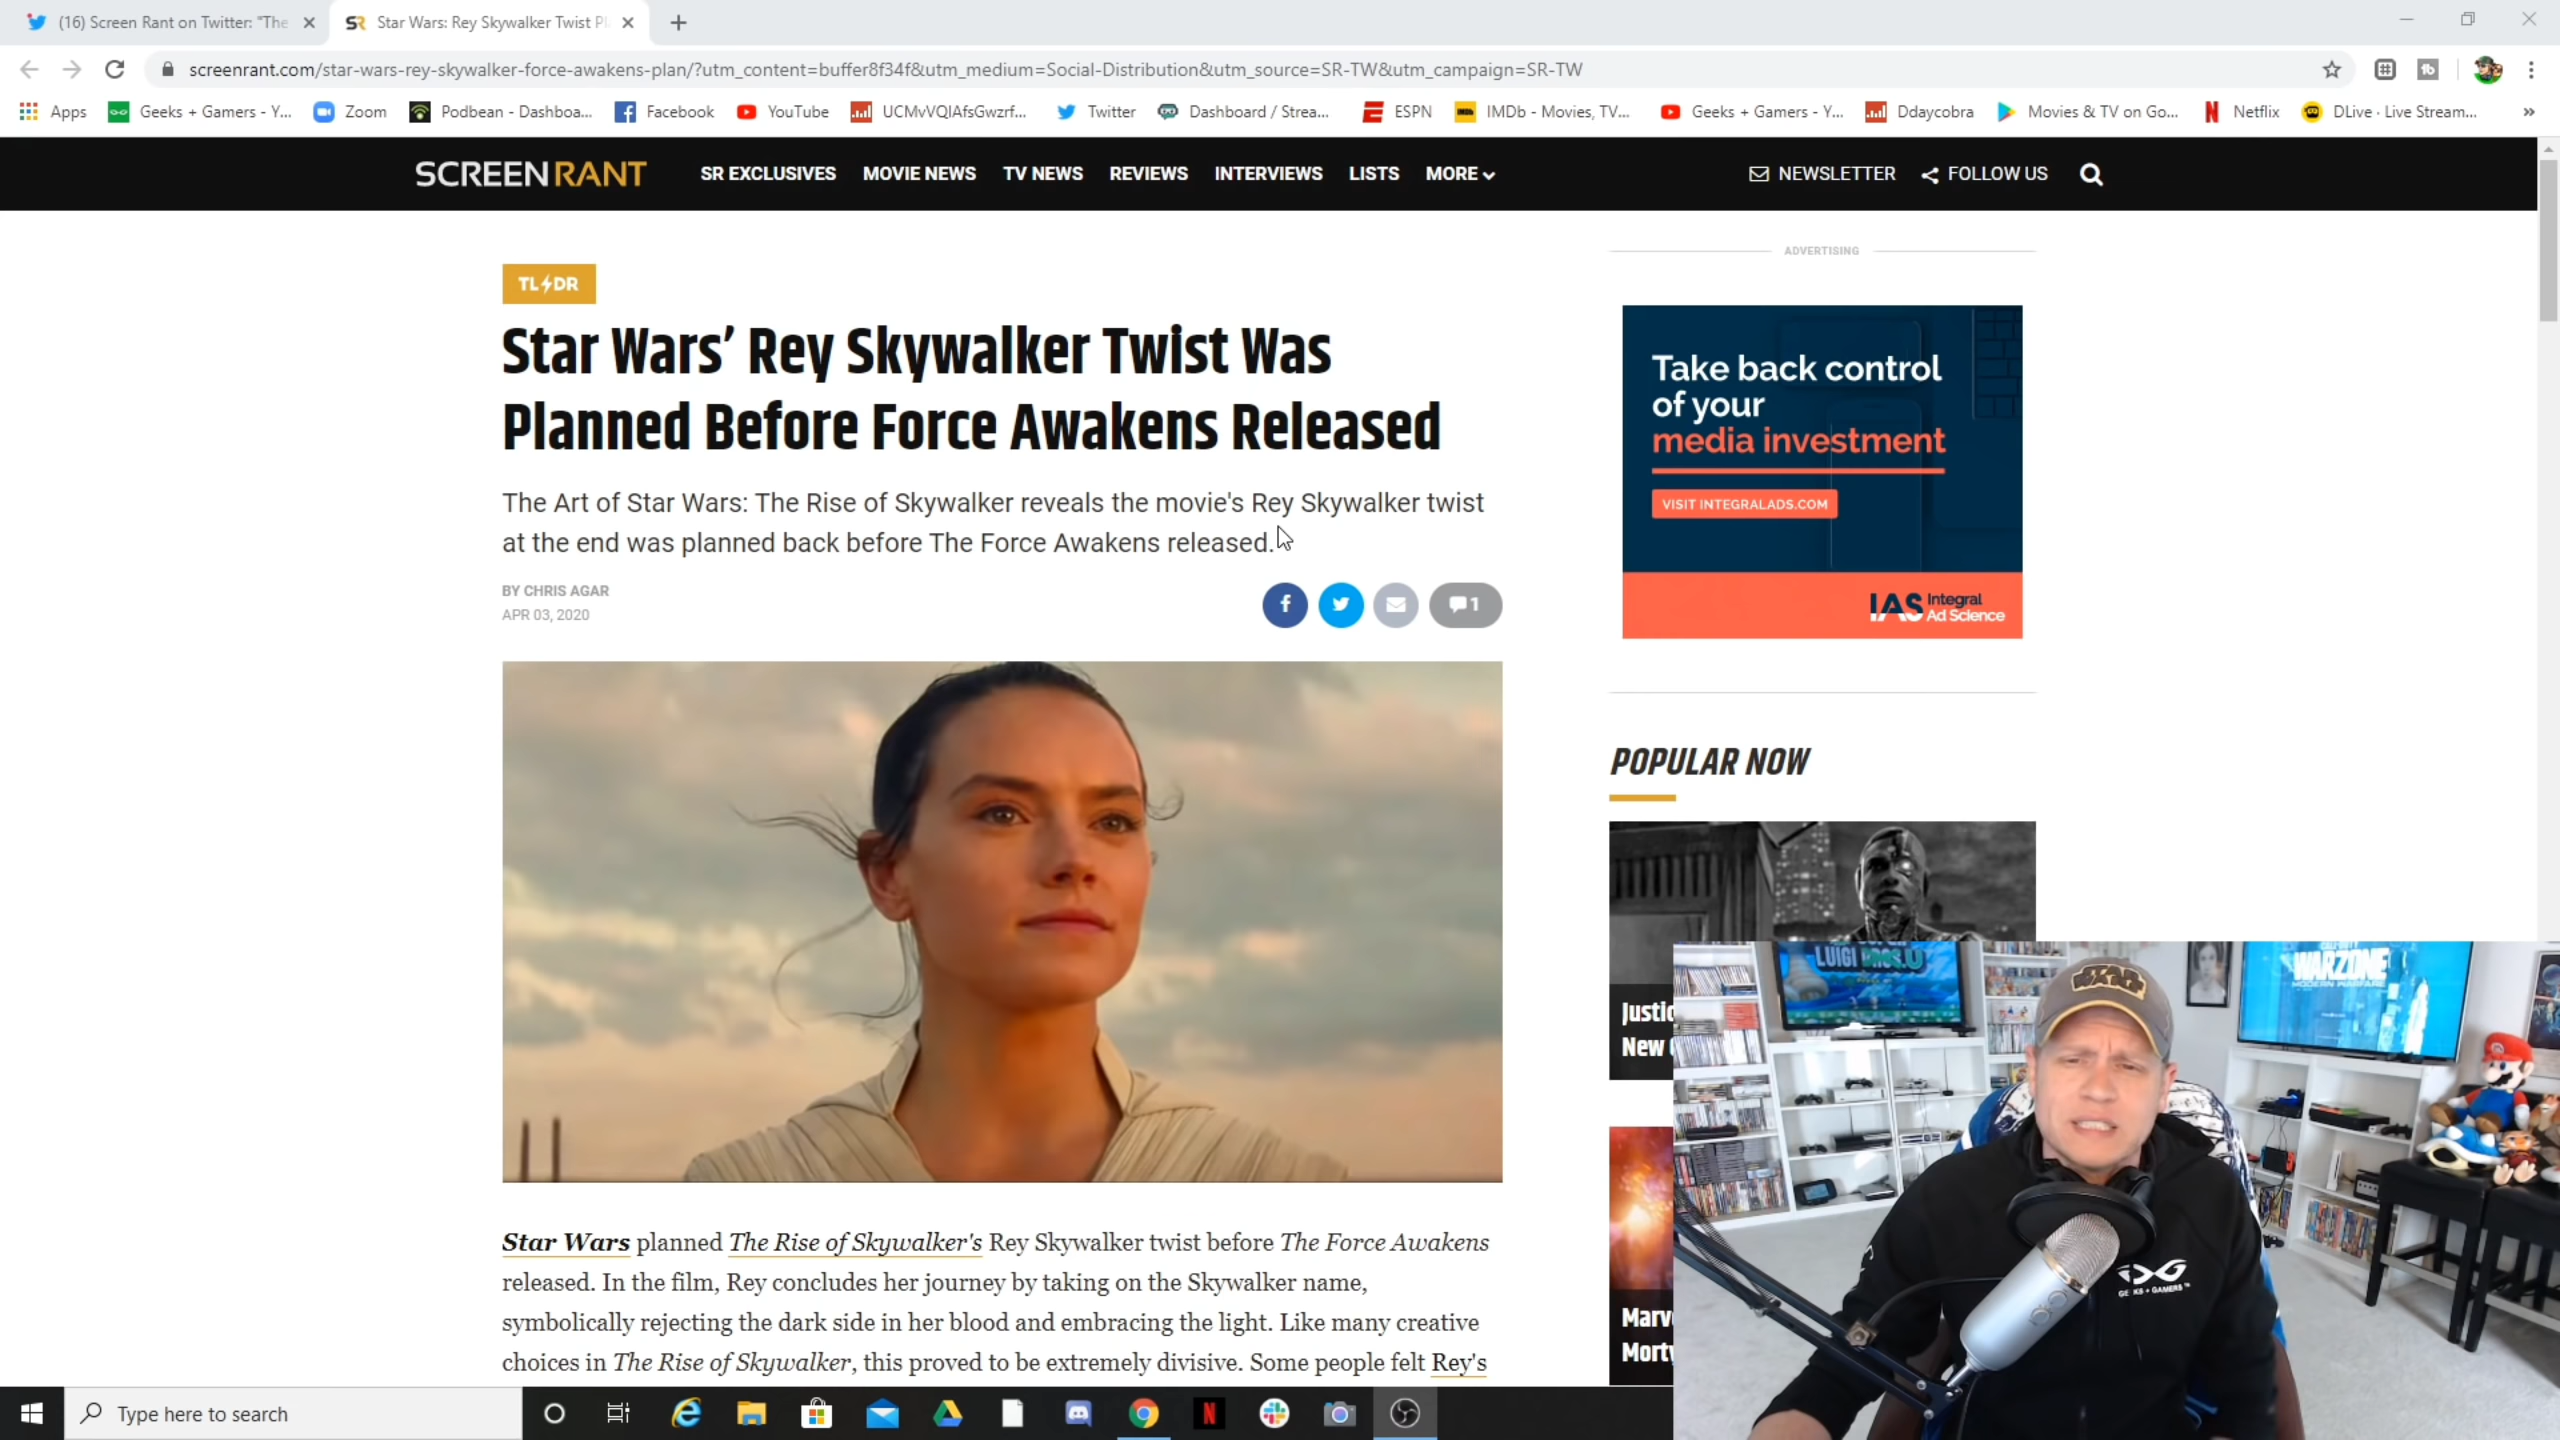 (16) Screen Rant on Twitter: "The
Star Wars: Rey Skywalker Twist Pl
screenrant.com/star-wars-rey-skywalker-force-awakens-plan/?utm_content=buffer8f34f&utm_medium=Social-Distribution&utm_source=SR-TW&utm_campaign=SR-TW
Apps Geeks + Gamers - Y... Zoom Podbean - Dashboa... Facebook YouTube UCMvVQIAfsGwzrf... Twitter Dashboard / Strea... ESPN IMDb - Movies, TV... Geeks + Gamers - Y... Ddaycobra Movies & TV on Go... Netflix DLive · Live Stream... »
SCREENRANT SR EXCLUSIVES MOVIE NEWS TV NEWS REVIEWS INTERVIEWS LISTS MORE NEWSLETTER FOLLOW US
ADVERTISING
TL DR
Star Wars’ Rey Skywalker Twist Was
Planned Before Force Awakens Released
The Art of Star Wars: The Rise of Skywalker reveals the movie's Rey Skywalker twist
at the end was planned back before The Force Awakens released.
BY CHRIS AGAR
APR 03, 2020
1
Take back control
of your
media investment
VISIT INTEGRALADS.COM
IAS Integral
Ad Science
POPULAR NOW
Justic
New
Marv
Morty
LUIGI BROS.U
WARZONE
MODERN WARFARE
STAR WARS
GEEKS + GAMERS
Star Wars planned The Rise of Skywalker's Rey Skywalker twist before The Force Awakens
released. In the film, Rey concludes her journey by taking on the Skywalker name,
symbolically rejecting the dark side in her blood and embracing the light. Like many creative
choices in The Rise of Skywalker, this proved to be extremely divisive. Some people felt Rey's
Type here to search